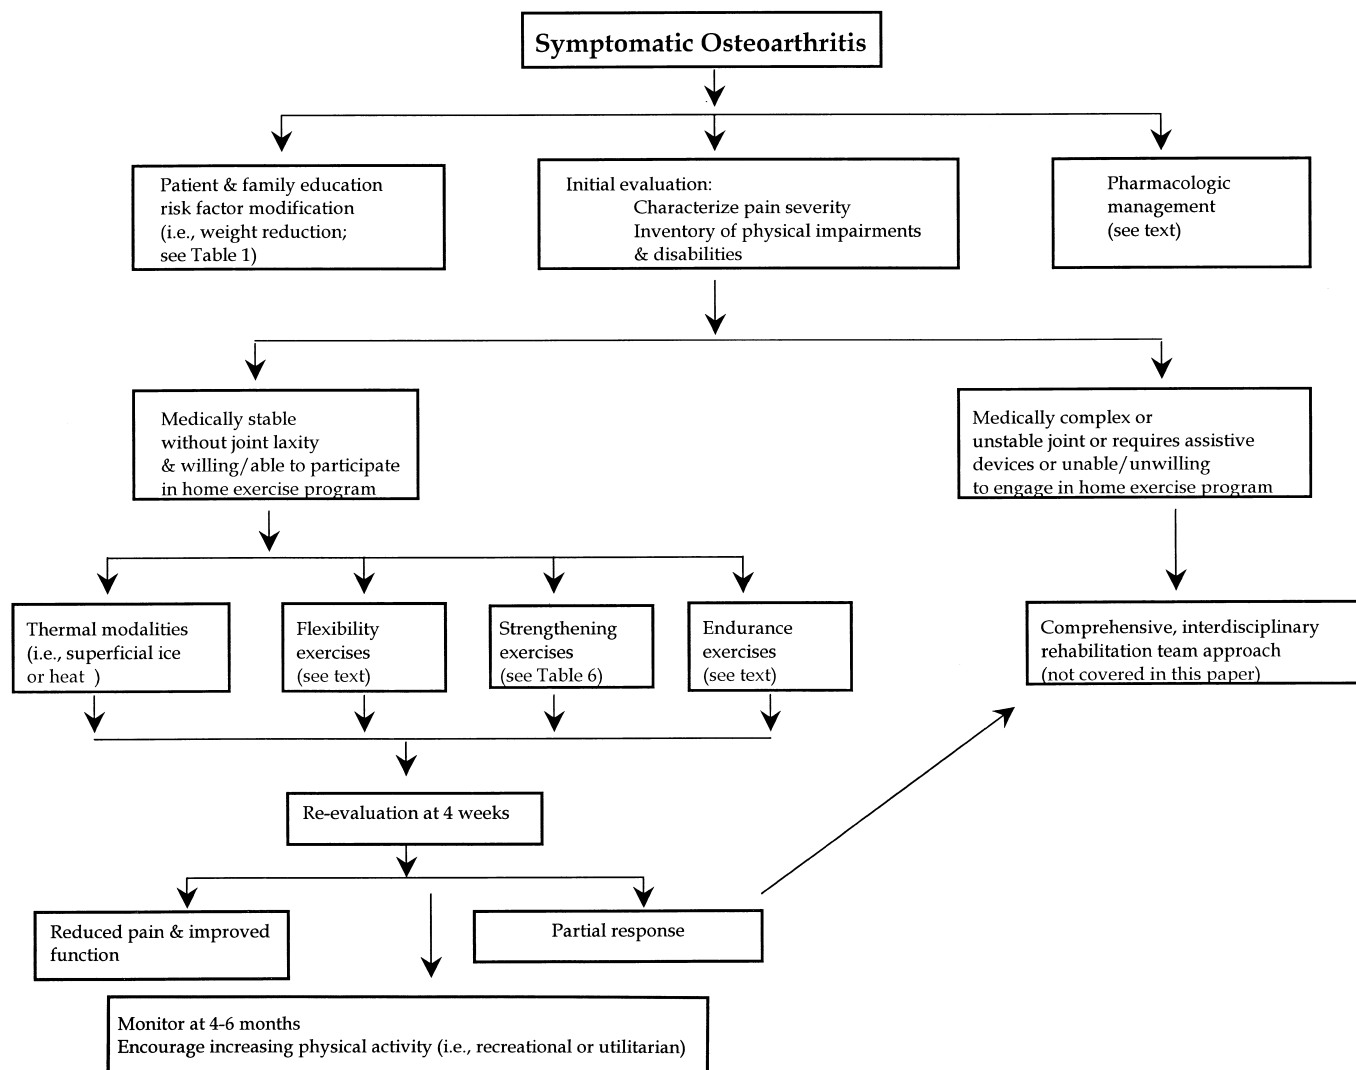 Symptomatic Osteoarthritis
Patient & family education
risk factor modification
(i.e., weight reduction;
see Table 1)
Initial evaluation:
Characterize pain severity
Inventory of physical impairments
& disabilities
Pharmacologic
management
(see text)
Medically stable
without joint laxity
& willing/able to participate
in home exercise program
Medically complex or
unstable joint or requires assistive
devices or unable/unwilling
to engage in home exercise program
Thermal modalities
(i.e., superficial ice
or heat )
Flexibility
exercises
(see text)
Strengthening
exercises
(see Table 6)
Endurance
exercises
(see text)
Comprehensive, interdisciplinary
rehabilitation team approach
(not covered in this paper)
Re-evaluation at 4 weeks
Reduced pain & improved
function
Partial response
Monitor at 4-6 months
Encourage increasing physical activity (i.e., recreational or utilitarian)